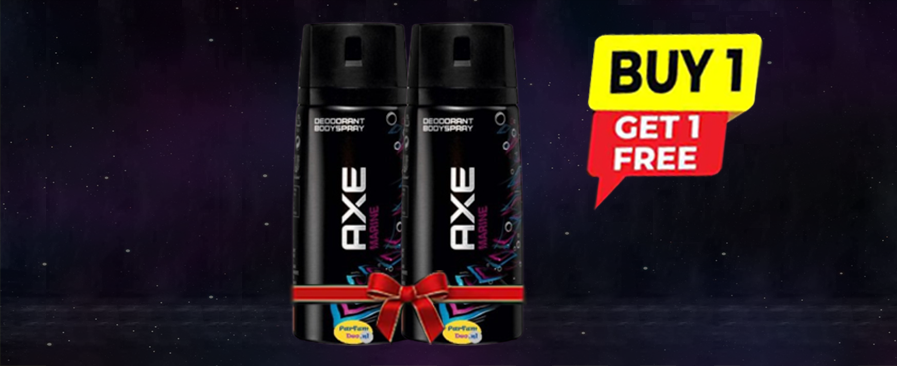 DEODORANT
BODYSPRAY
AXE
MARINE
DEODORANT
BODYSPRAY
AXE
MARINE
BUY 1
GET 1
FREE